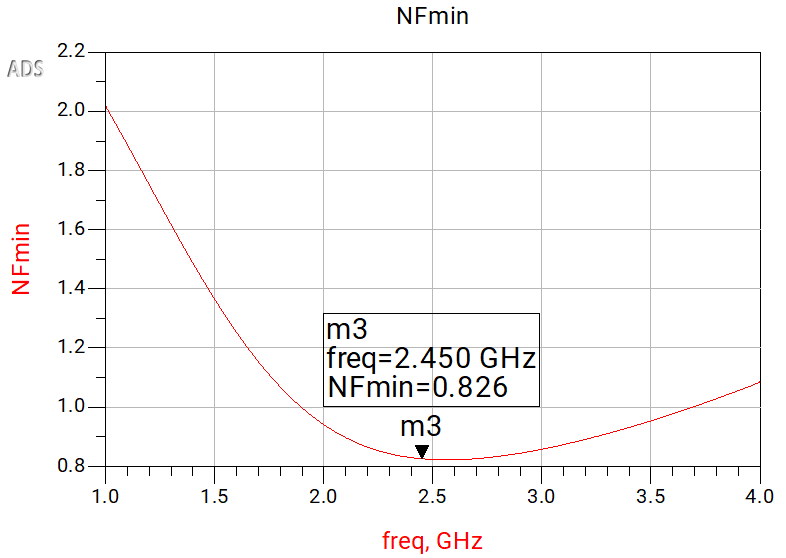 NFmin
ADS
2.2
2.0
1.8
1.6
1.4
1.2
1.0
0.8
NFmin
m3
freq=2.450 GHz
NFmin=0.826
m3
1.0 1.5 2.0 2.5 3.0 3.5 4.0
freq, GHz